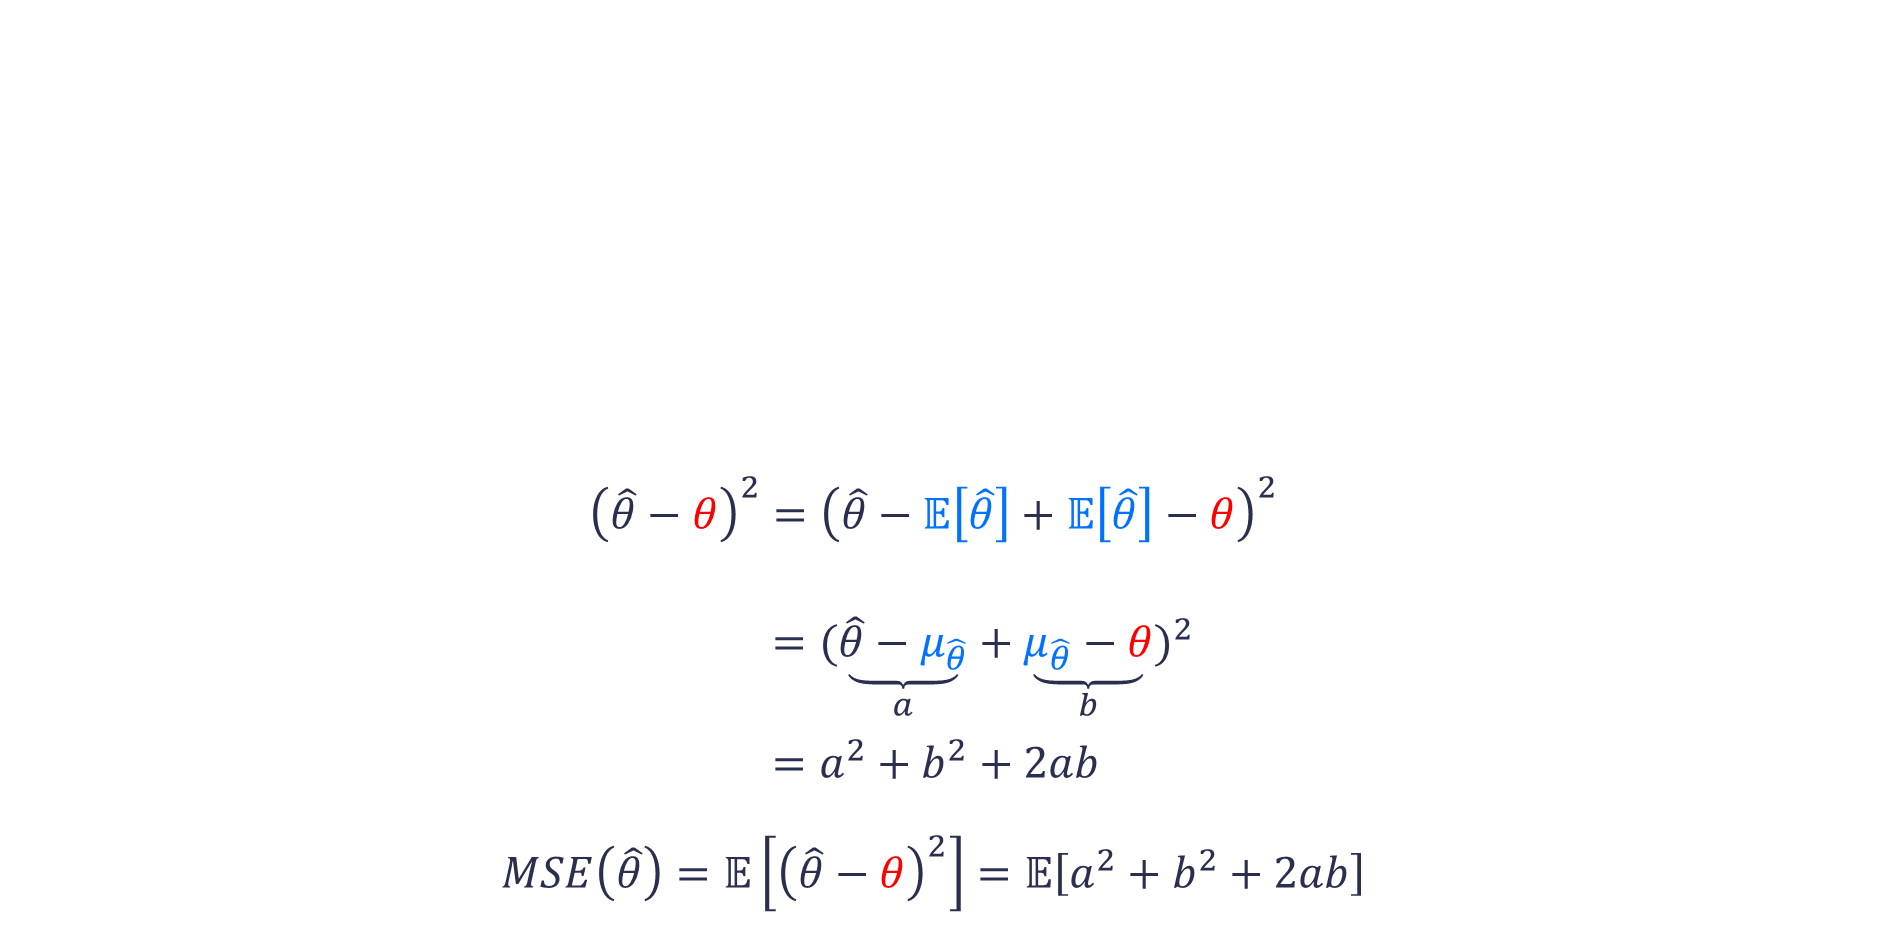 (θ̂ − θ)² = (θ̂ − 𝔼[θ̂] + 𝔼[θ̂] − θ)²
= (θ̂ − μ_θ̂ + μ_θ̂ − θ)²
a b
= a² + b² + 2ab
MSE(θ̂) = 𝔼[(θ̂ − θ)²] = 𝔼[a² + b² + 2ab]